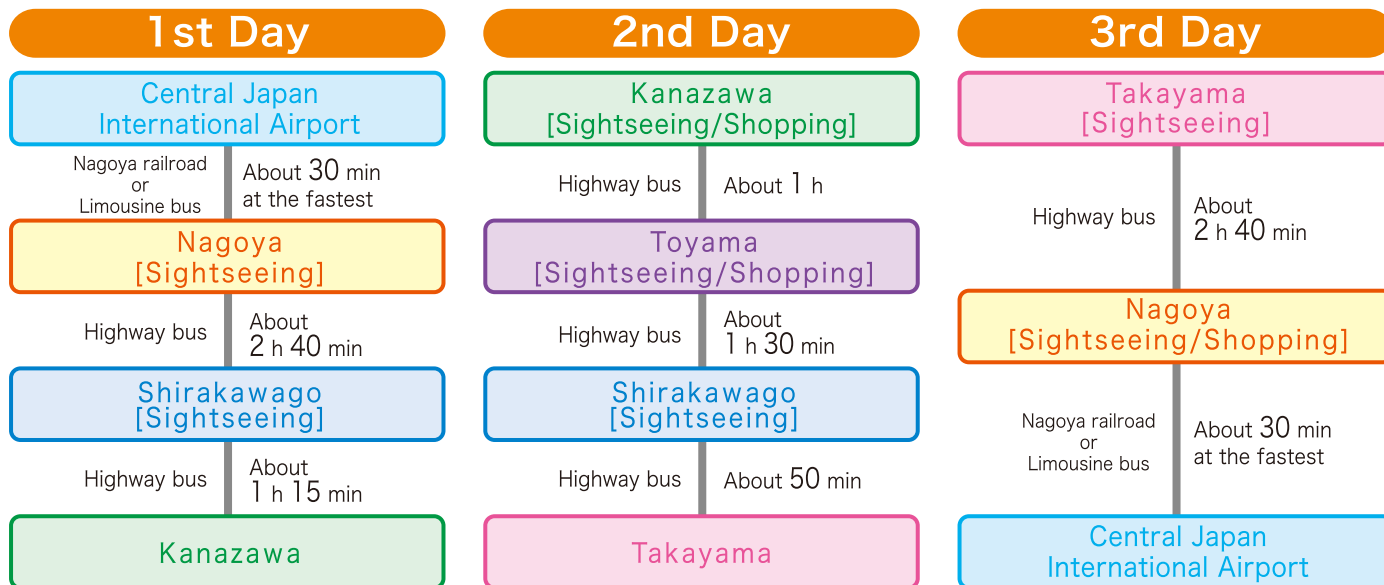 1st Day
Central Japan
International Airport
Nagoya railroad
or
Limousine bus
About 30 min
at the fastest
Nagoya
[Sightseeing]
Highway bus
About
2 h 40 min
Shirakawago
[Sightseeing]
Highway bus
About
1 h 15 min
Kanazawa
2nd Day
Kanazawa
[Sightseeing/Shopping]
Highway bus
About 1 h
Toyama
[Sightseeing/Shopping]
Highway bus
About
1 h 30 min
Shirakawago
[Sightseeing]
Highway bus
About 50 min
Takayama
3rd Day
Takayama
[Sightseeing]
Highway bus
About
2 h 40 min
Nagoya
[Sightseeing/Shopping]
Nagoya railroad
or
Limousine bus
About 30 min
at the fastest
Central Japan
International Airport